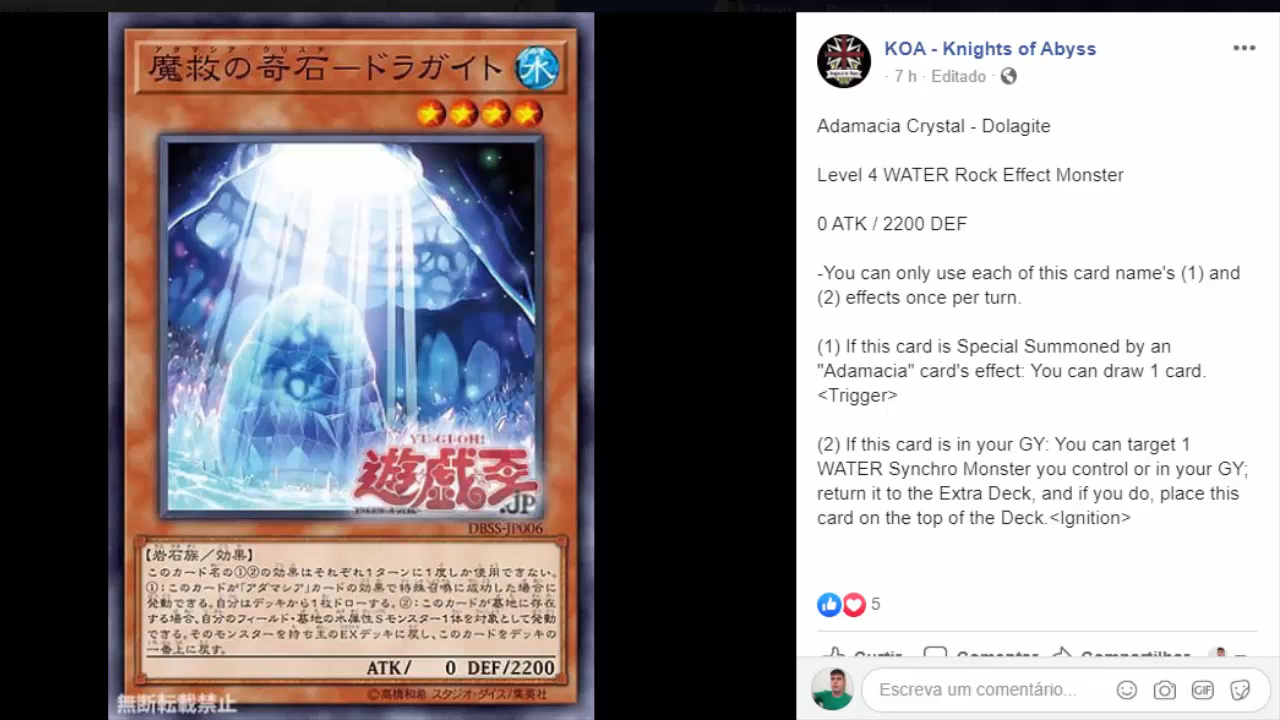 アダマシア・クリスタ
魔救の奇石－ドラガイト
水
YU-GI-OH!
遊戯王
.JP
DBSS-JP006
【岩石族／効果】
このカード名の①②の効果はそれぞれ1ターンに1度しか使用できない。
①：このカードが「アダマシア」カードの効果で特殊召喚に成功した場合に
発動できる。自分はデッキから1枚ドローする。②：このカードが墓地に存在
する場合、自分のフィールド・墓地の水属性Sモンスター1体を対象として発動
できる。そのモンスターを持ち主のEXデッキに戻し、このカードをデッキの
一番上に戻す。
ATK/ 0 DEF/2200
©高橋和希 スタジオ・ダイス/集英社
無断転載禁止
KOA - Knights of Abyss
· 7 h · Editado ·
Adamacia Crystal - Dolagite
Level 4 WATER Rock Effect Monster
0 ATK / 2200 DEF
-You can only use each of this card name's (1) and
(2) effects once per turn.
(1) If this card is Special Summoned by an
"Adamacia" card's effect: You can draw 1 card.
<Trigger>
(2) If this card is in your GY: You can target 1
WATER Synchro Monster you control or in your GY;
return it to the Extra Deck, and if you do, place this
card on the top of the Deck.<Ignition>
5
Curtir Comentar Compartilhar
Escreva um comentário...
GIF